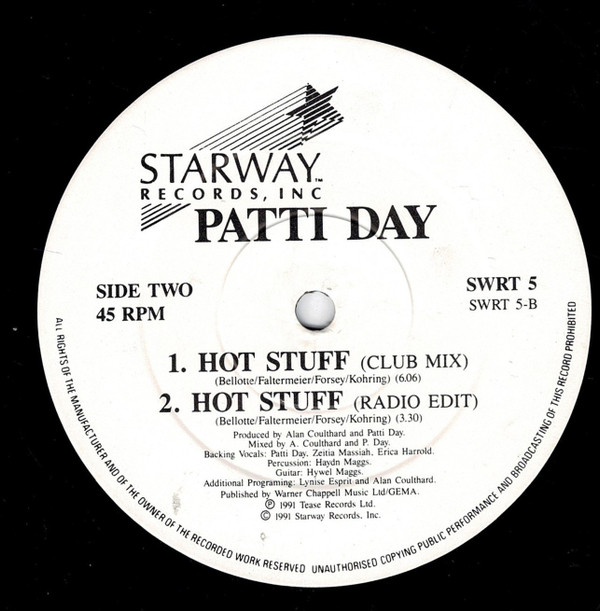 STARWAY™
RECORDS, INC
PATTI DAY
SIDE TWO
45 RPM
SWRT 5
SWRT 5-B
1. HOT STUFF (CLUB MIX)
(Bellotte/Faltermeier/Forsey/Kohring) (6.06)
2. HOT STUFF (RADIO EDIT)
(Bellotte/Faltermeier/Forsey/Kohring) (3.30)
Produced by Alan Coulthard and Patti Day.
Mixed by A. Coulthard and P. Day.
Backing Vocals: Patti Day, Zeitia Massiah, Erica Harrold.
Percussion: Haydn Maggs.
Guitar: Hywel Maggs.
Additional Programing: Lynise Esprit and Alan Coulthard.
Published by Warner Chappell Music Ltd/GEMA.
℗ 1991 Tease Records Ltd.
© 1991 Starway Records, Inc.
ALL RIGHTS OF THE MANUFACTURER AND OF THE OWNER OF THE RECORDED WORK RESERVED UNAUTHORISED COPYING PUBLIC PERFORMANCE AND BROADCASTING OF THIS RECORD PROHIBITED